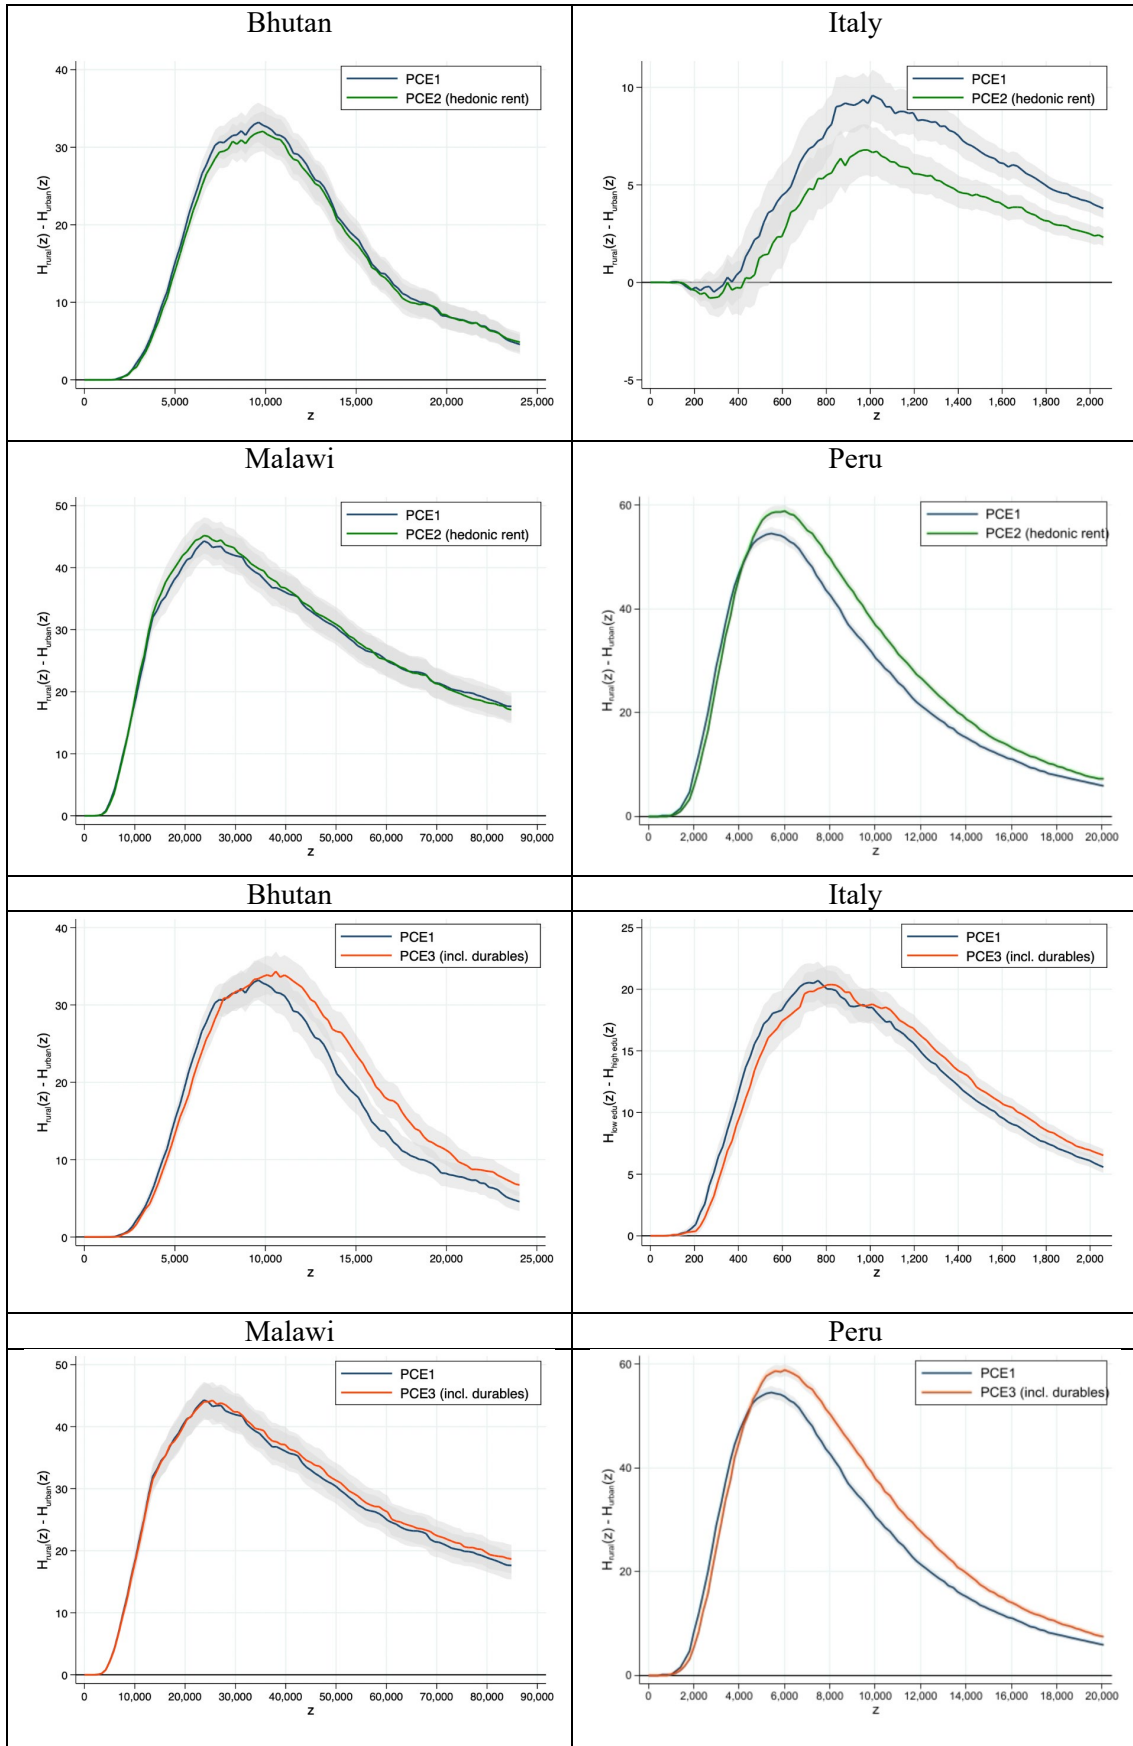 Bhutan
40
30
20
10
0
H_rural(z) - H_urban(z)
PCE1
PCE2 (hedonic rent)
0 5,000 10,000 15,000 20,000 25,000
z
Italy
10
5
0
-5
H_rural(z) - H_urban(z)
PCE1
PCE2 (hedonic rent)
0 200 400 600 800 1,000 1,200 1,400 1,600 1,800 2,000
z
Malawi
50
40
30
20
10
0
H_rural(z) - H_urban(z)
PCE1
PCE2 (hedonic rent)
0 10,000 20,000 30,000 40,000 50,000 60,000 70,000 80,000 90,000
z
Peru
60
40
20
0
H_rural(z) - H_urban(z)
PCE1
PCE2 (hedonic rent)
0 2,000 4,000 6,000 8,000 10,000 12,000 14,000 16,000 18,000 20,000
z
Bhutan
40
30
20
10
0
H_rural(z) - H_urban(z)
PCE1
PCE3 (incl. durables)
0 5,000 10,000 15,000 20,000 25,000
z
Italy
25
20
15
10
5
0
H_low edu(z) - H_high edu(z)
PCE1
PCE3 (incl. durables)
0 200 400 600 800 1,000 1,200 1,400 1,600 1,800 2,000
z
Malawi
50
40
30
20
10
0
H_rural(z) - H_urban(z)
PCE1
PCE3 (incl. durables)
0 10,000 20,000 30,000 40,000 50,000 60,000 70,000 80,000 90,000
z
Peru
60
40
20
0
H_rural(z) - H_urban(z)
PCE1
PCE3 (incl. durables)
0 2,000 4,000 6,000 8,000 10,000 12,000 14,000 16,000 18,000 20,000
z